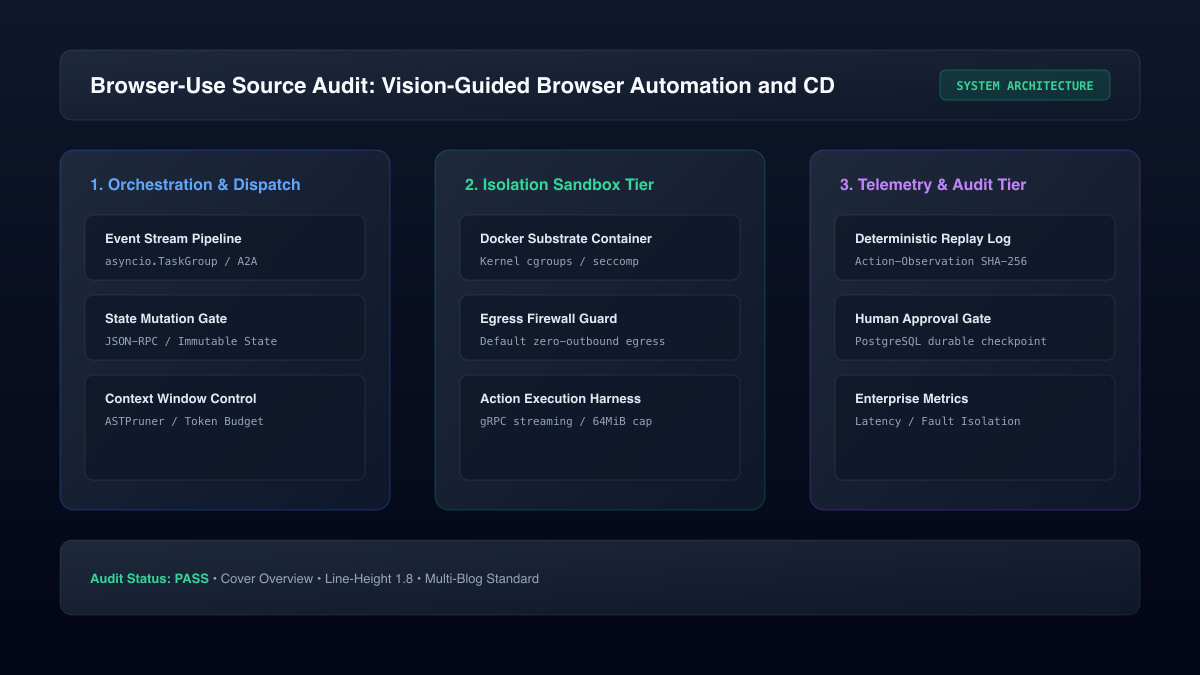 Browser-Use Source Audit: Vision-Guided Browser Automation and CD
SYSTEM ARCHITECTURE
1. Orchestration & Dispatch
Event Stream Pipeline
asyncio.TaskGroup / A2A
State Mutation Gate
JSON-RPC / Immutable State
Context Window Control
ASTPruner / Token Budget
2. Isolation Sandbox Tier
Docker Substrate Container
Kernel cgroups / seccomp
Egress Firewall Guard
Default zero-outbound egress
Action Execution Harness
gRPC streaming / 64MiB cap
3. Telemetry & Audit Tier
Deterministic Replay Log
Action-Observation SHA-256
Human Approval Gate
PostgreSQL durable checkpoint
Enterprise Metrics
Latency / Fault Isolation
Audit Status: PASS • Cover Overview • Line-Height 1.8 • Multi-Blog Standard